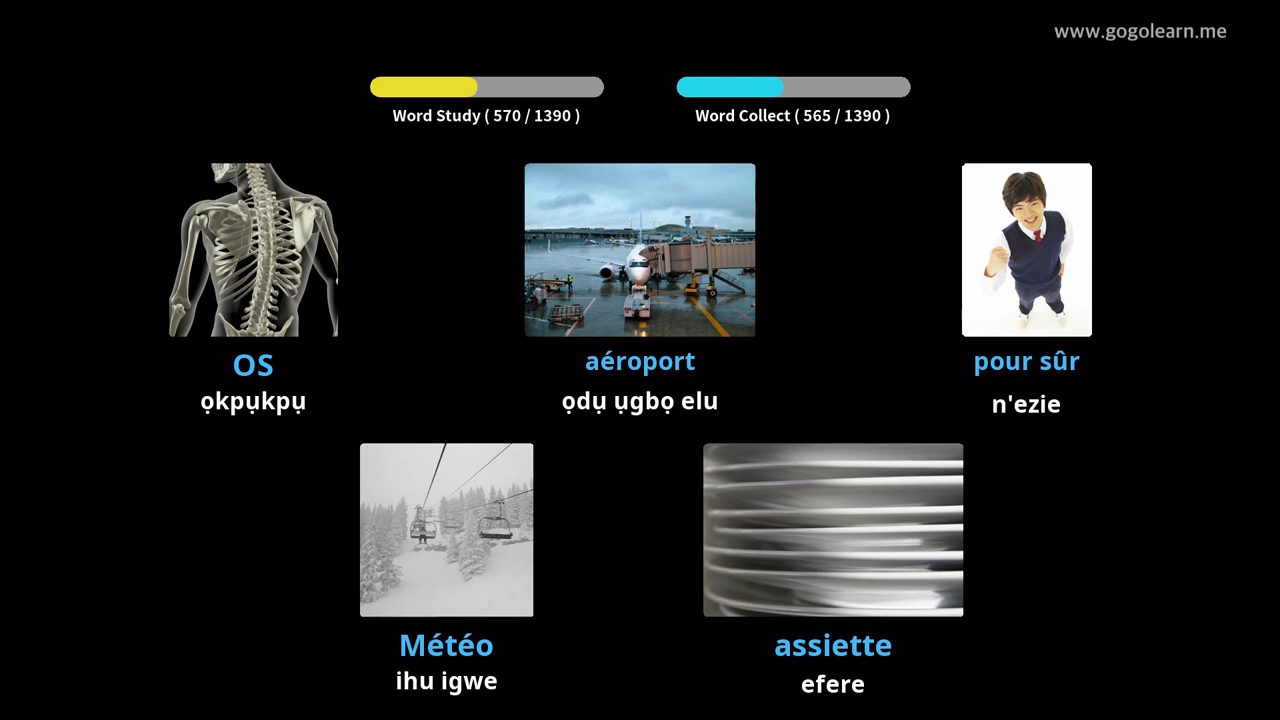 www.gogolearn.me
Word Study ( 570 / 1390 )
Word Collect ( 565 / 1390 )
OS
ọkpụkpụ
aéroport
ọdụ ụgbọ elu
pour sûr
n'ezie
Météo
ihu igwe
assiette
efere